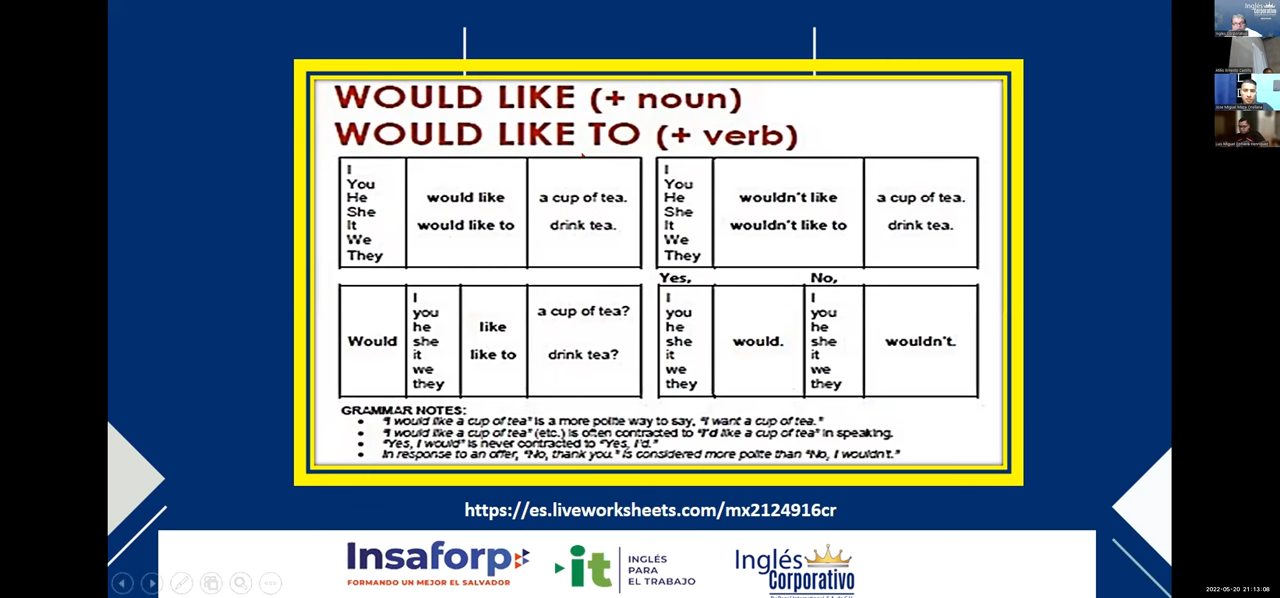 WOULD LIKE (+ noun)
WOULD LIKE TO (+ verb)
I
You
He
She
It
We
They
would like
would like to
a cup of tea.
drink tea.
I
You
He
She
It
We
They
wouldn't like
wouldn't like to
a cup of tea.
drink tea.
Would
I
you
he
she
it
we
they
like
like to
a cup of tea?
drink tea?
Yes,
I
you
he
she
it
we
they
would.
No,
I
you
he
she
it
we
they
wouldn't.
GRAMMAR NOTES:
• "I would like a cup of tea" is a more polite way to say, "I want a cup of tea."
• "I would like a cup of tea" (etc.) is often contracted to "I'd like a cup of tea" in speaking.
• "Yes, I would" is never contracted to "Yes, I'd."
• In response to an offer, "No, thank you." is considered more polite than "No, I wouldn't."
https://es.liveworksheets.com/mx2124916cr
Insaforp
FORMANDO UN MEJOR EL SALVADOR
it
INGLÉS
PARA
EL TRABAJO
Inglés
Corporativo
Inglés
Corporativo
2022-05-20 21:13:08